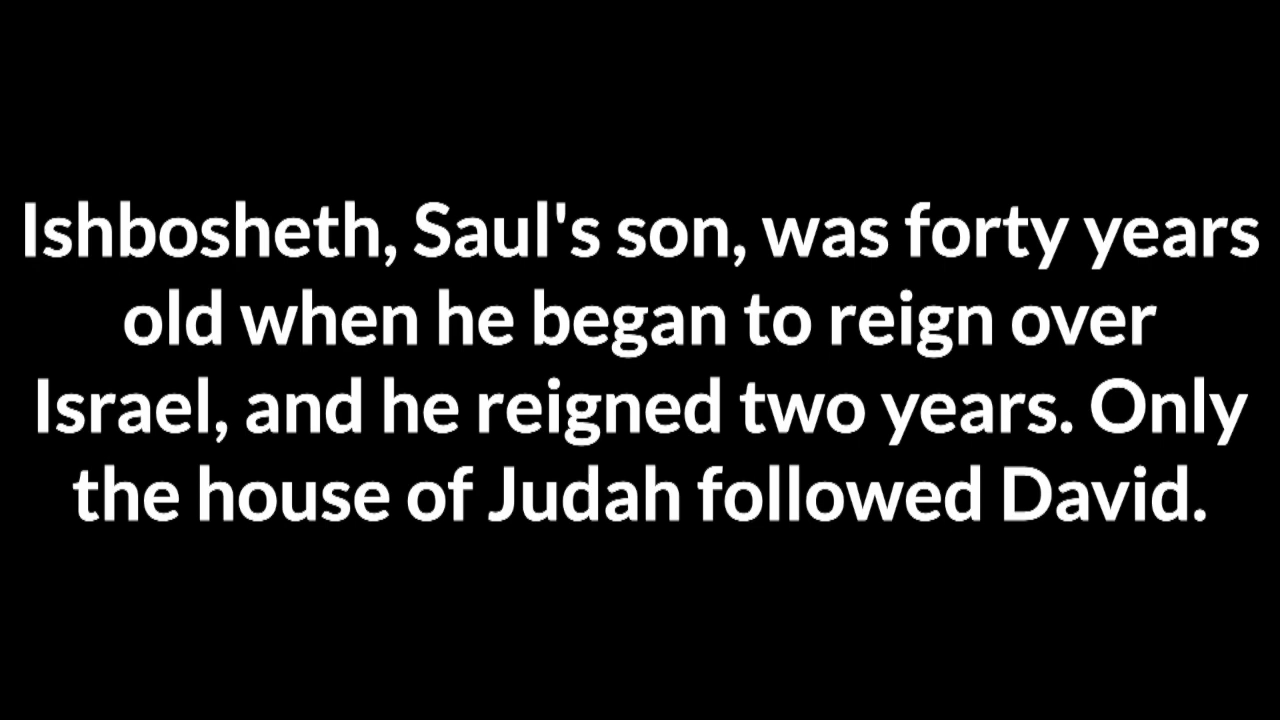 Ishbosheth, Saul's son, was forty years
old when he began to reign over
Israel, and he reigned two years. Only
the house of Judah followed David.